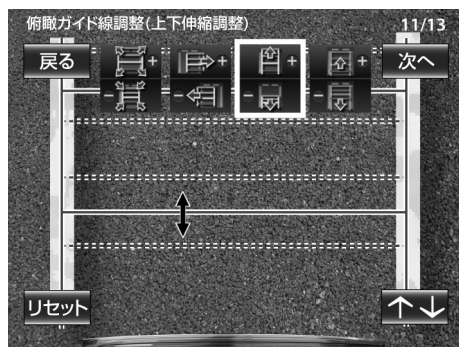 俯瞰ガイド線調整(上下伸縮調整)
11/13
戻る
+
+
+
+
次へ
-
-
-
-
リセット
↑↓